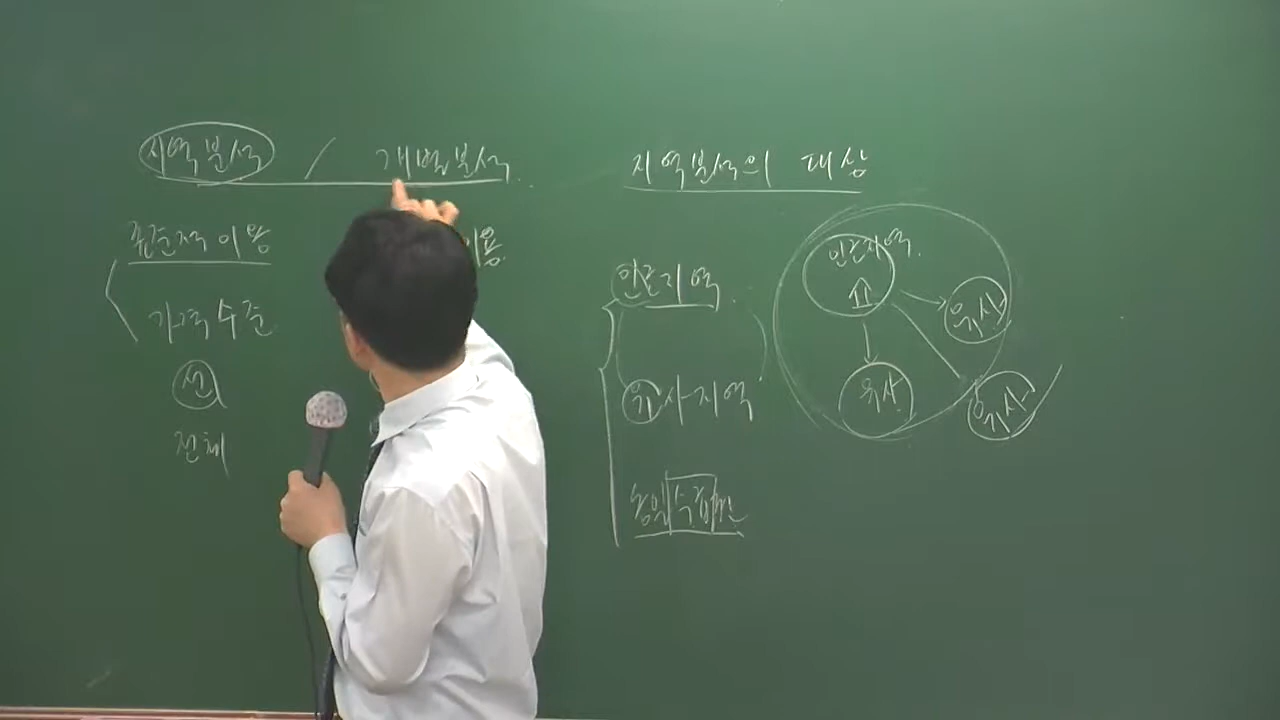 지역분석 / 개별분석
표준적 이용
이용
가격수준
선
전체
지역분석의 대상
인근지역
유사지역
동일수급권
인근지역
유사
유사
유사